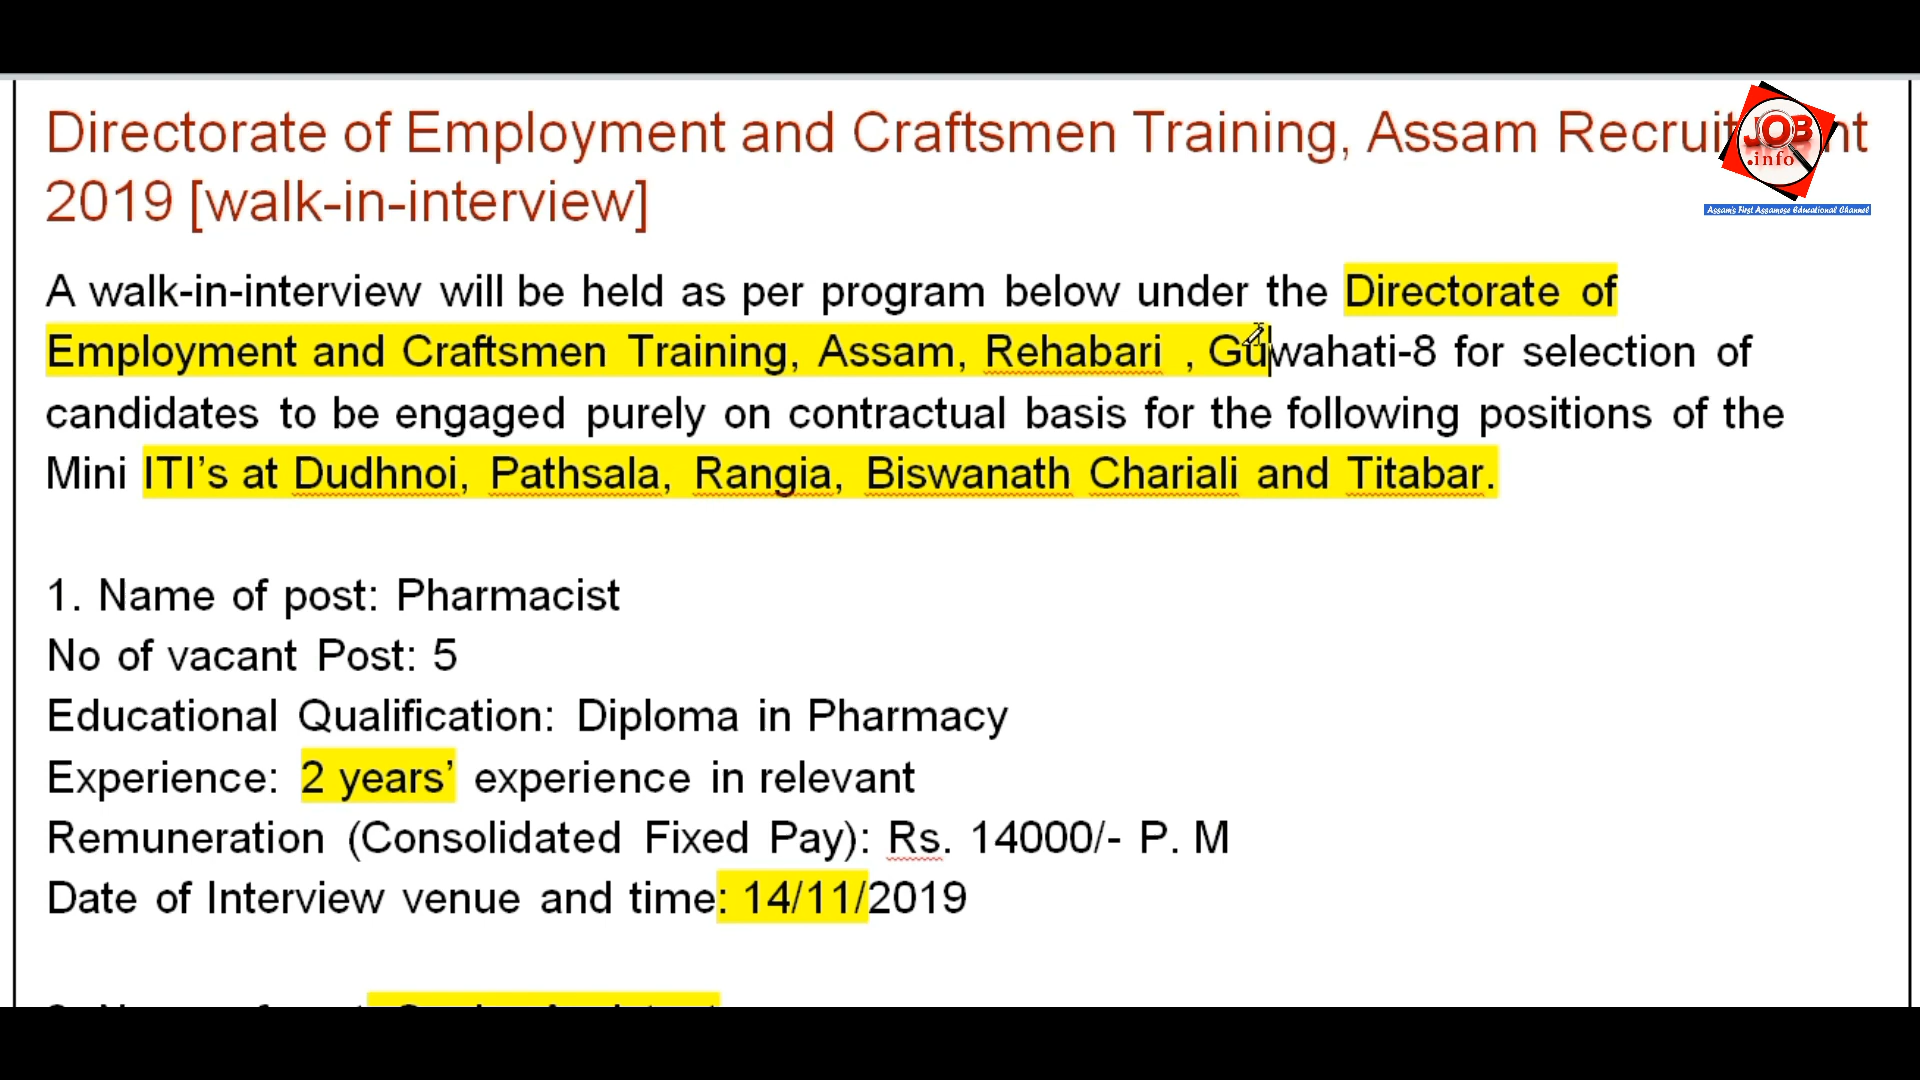 Directorate of Employment and Craftsmen Training, Assam Recruit nt
2019 [walk-in-interview]
JOB
.info
Assam's First Assamese Educational Channel
A walk-in-interview will be held as per program below under the Directorate of
Employment and Craftsmen Training, Assam, Rehabari , Guwahati-8 for selection of
candidates to be engaged purely on contractual basis for the following positions of the
Mini ITI’s at Dudhnoi, Pathsala, Rangia, Biswanath Chariali and Titabar.
1. Name of post: Pharmacist
No of vacant Post: 5
Educational Qualification: Diploma in Pharmacy
Experience: 2 years’ experience in relevant
Remuneration (Consolidated Fixed Pay): Rs. 14000/- P. M
Date of Interview venue and time: 14/11/2019